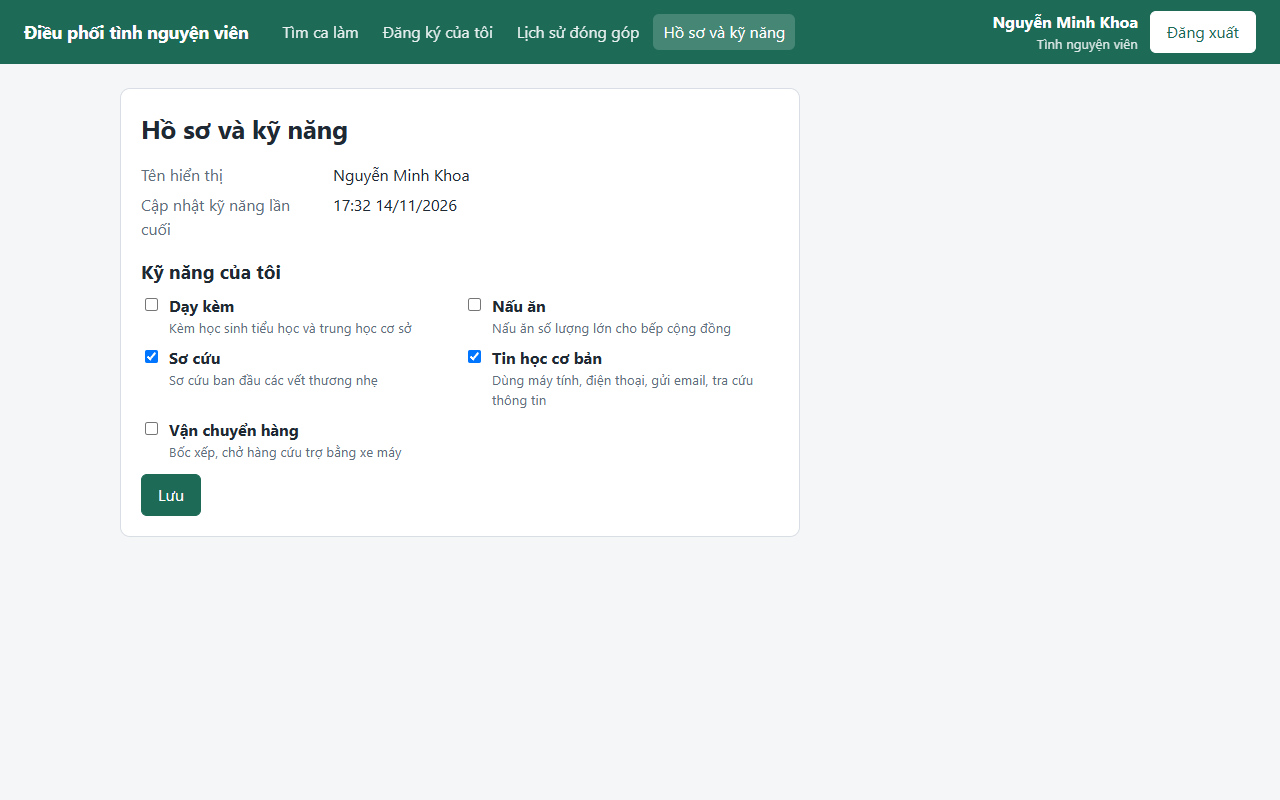 Điều phối tình nguyện viên
Tìm ca làm
Đăng ký của tôi
Lịch sử đóng góp
Hồ sơ và kỹ năng
Nguyễn Minh Khoa
Tình nguyện viên
Đăng xuất
Hồ sơ và kỹ năng
Tên hiển thị
Nguyễn Minh Khoa
Cập nhật kỹ năng lần
cuối
17:32 14/11/2026
Kỹ năng của tôi
Dạy kèm
Kèm học sinh tiểu học và trung học cơ sở
Nấu ăn
Nấu ăn số lượng lớn cho bếp cộng đồng
Sơ cứu
Sơ cứu ban đầu các vết thương nhẹ
Tin học cơ bản
Dùng máy tính, điện thoại, gửi email, tra cứu
thông tin
Vận chuyển hàng
Bốc xếp, chở hàng cứu trợ bằng xe máy
Lưu